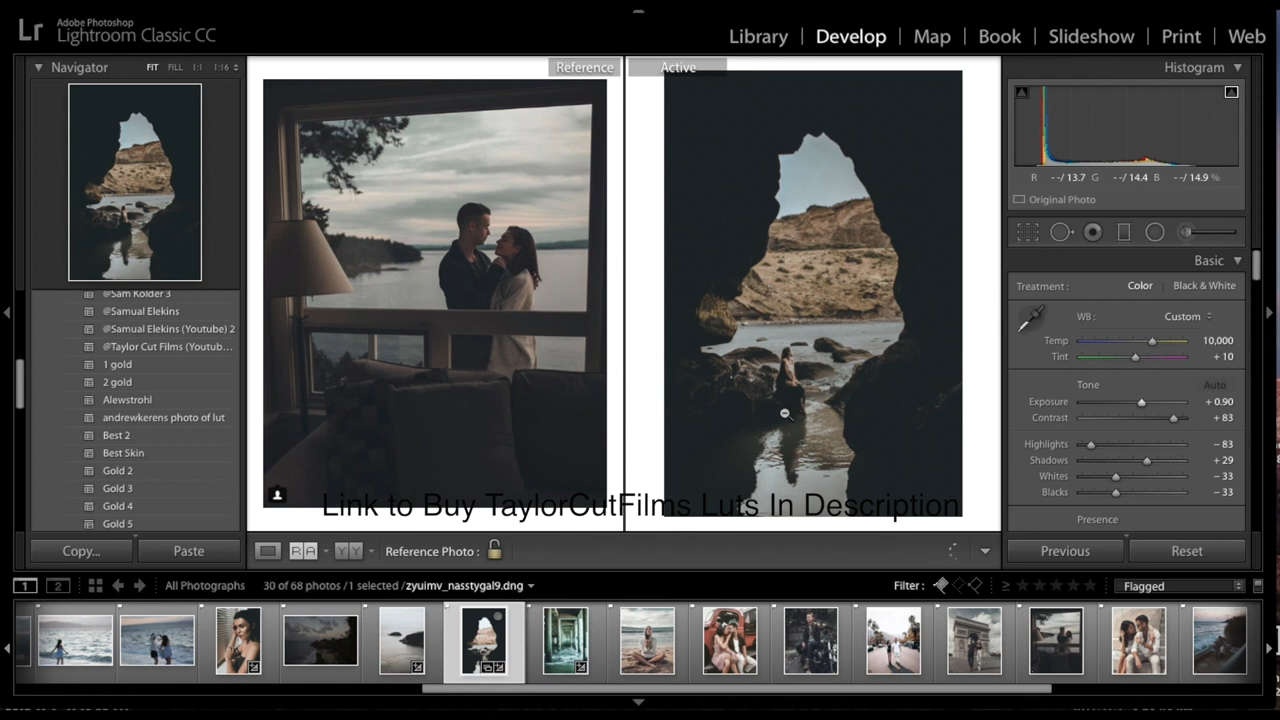 Lr Adobe Photoshop
Lightroom Classic CC
Library | Develop | Map | Book | Slideshow | Print | Web
Navigator FIT FILL 1:1 1:16
Reference
Active
Histogram
R --/ 13.7 G --/ 14.4 B --/ 14.9 %
Original Photo
Basic
Treatment : Color Black & White
WB : Custom
Temp 10,000
Tint + 10
Tone Auto
Exposure + 0.90
Contrast + 83
Highlights − 83
Shadows + 29
Whites − 33
Blacks − 33
Presence
@Sam Kolder 3
@Samual Elekins
@Samual Elekins (Youtube) 2
@Taylor Cut Films (Youtub...
1 gold
2 gold
Alewstrohl
andrewkerens photo of lut
Best 2
Best Skin
Gold 2
Gold 3
Gold 4
Gold 5
Link to Buy TaylorCutFilms Luts In Description
Copy... Paste
R A Y Y Reference Photo :
Previous Reset
1 2 All Photographs 30 of 68 photos /1 selected /zyuimv_nasstygal9.dng
Filter : ≥ Flagged